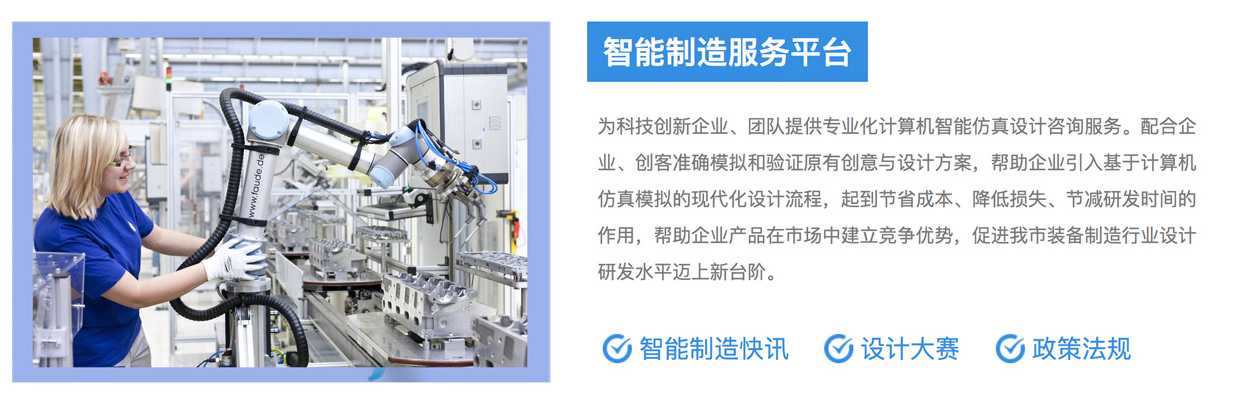 www.faude.de
智能制造服务平台
为科技创新企业、团队提供专业化计算机智能仿真设计咨询服务。配合企
业、创客准确模拟和验证原有创意与设计方案，帮助企业引入基于计算机
仿真模拟的现代化设计流程，起到节省成本、降低损失、节减研发时间的
作用，帮助企业产品在市场中建立竞争优势，促进我市装备制造行业设计
研发水平迈上新台阶。
智能制造快讯 设计大赛 政策法规